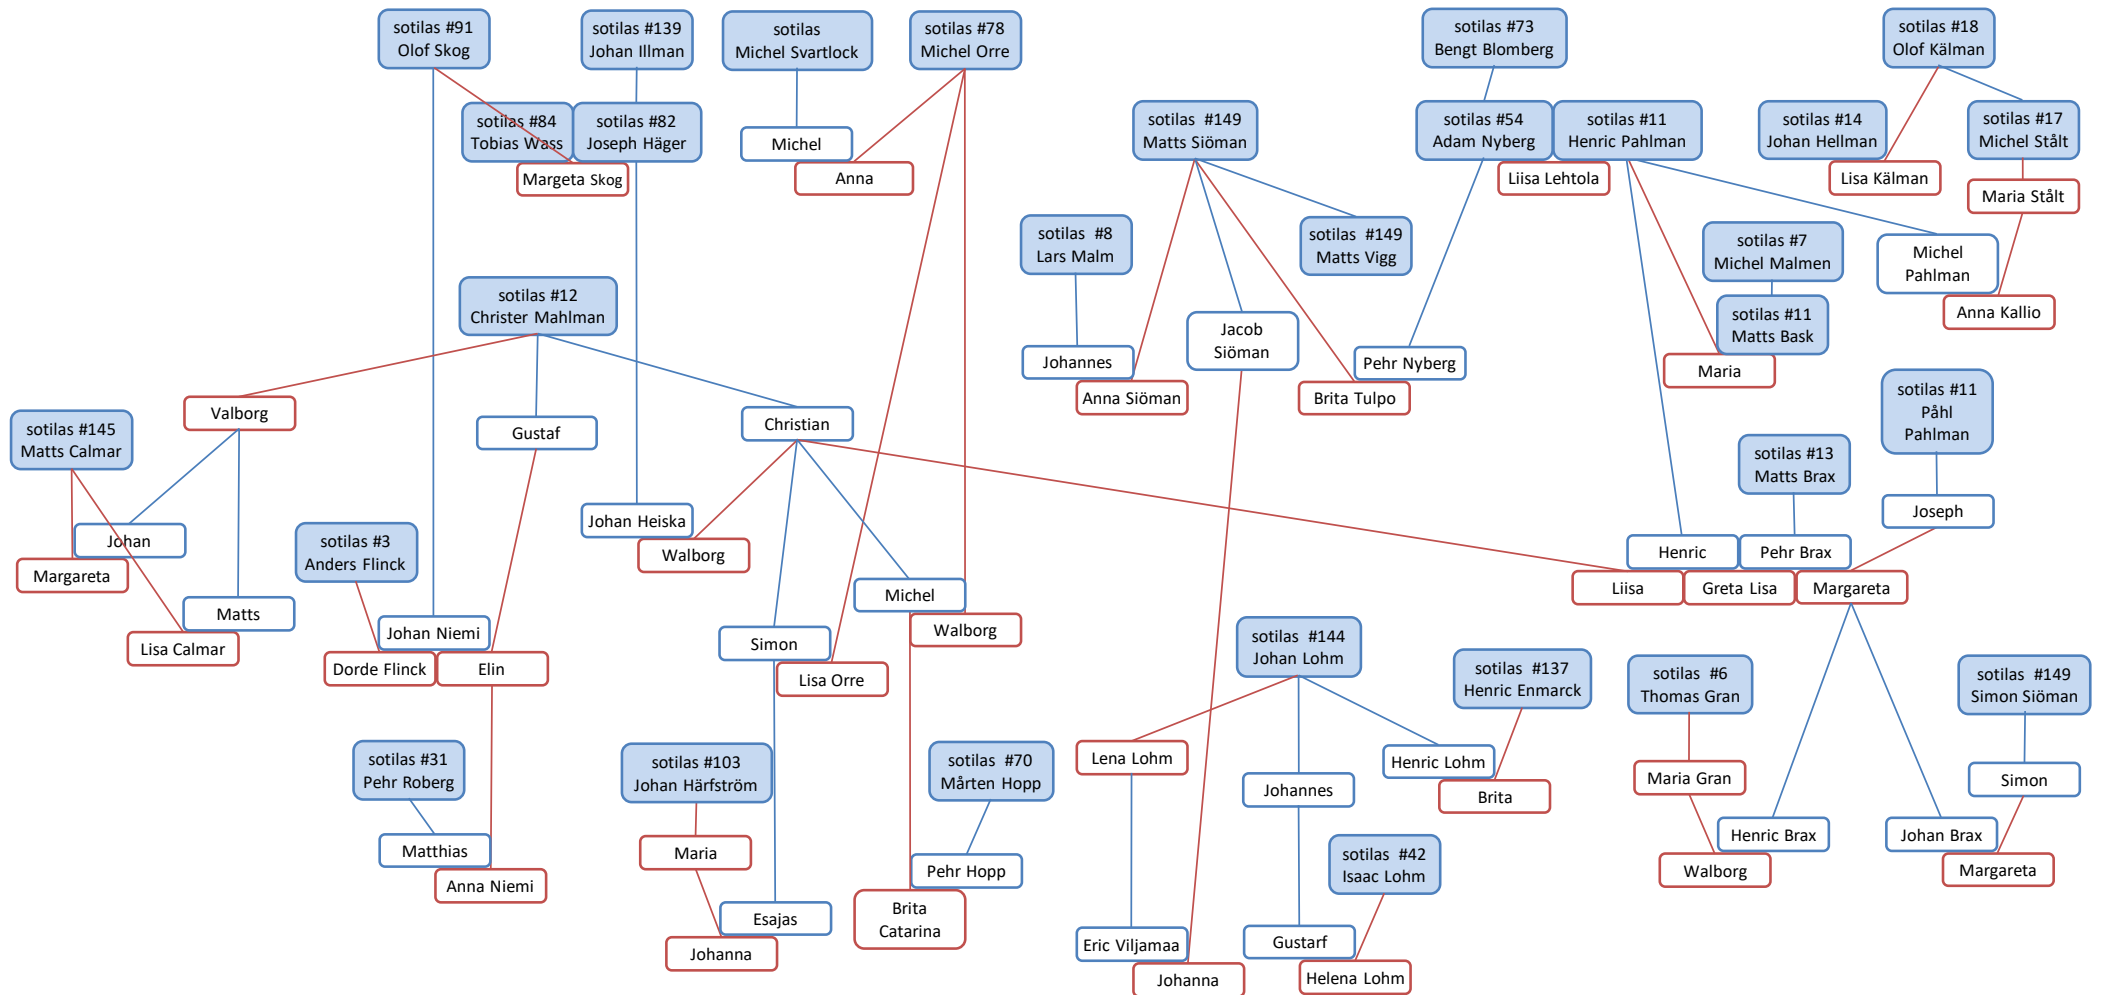 sotilas #91
Olof Skog
sotilas #139
Johan Illman
sotilas
Michel Svartlock
sotilas #78
Michel Orre
sotilas #73
Bengt Blomberg
sotilas #18
Olof Kälman
sotilas #84
Tobias Wass
sotilas #82
Joseph Häger
Margeta Skog
Michel
Anna
sotilas #149
Matts Siöman
sotilas #54
Adam Nyberg
sotilas #11
Henric Pahlman
Liisa Lehtola
sotilas #14
Johan Hellman
Lisa Kälman
sotilas #17
Michel Stålt
Maria Stålt
sotilas #8
Lars Malm
sotilas #149
Matts Vigg
sotilas #7
Michel Malmen
Michel
Pahlman
Anna Kallio
sotilas #12
Christer Mahlman
Jacob
Siöman
sotilas #11
Matts Bask
Maria
Johannes
Anna Siöman
Pehr Nyberg
Brita Tulpo
Valborg
Gustaf
Christian
sotilas #11
Påhl
Pahlman
sotilas #145
Matts Calmar
sotilas #13
Matts Brax
Joseph
Johan
Margareta
sotilas #3
Anders Flinck
Johan Heiska
Walborg
Henric
Pehr Brax
Liisa
Greta Lisa
Margareta
Matts
Lisa Calmar
Johan Niemi
Dorde Flinck
Elin
Michel
Walborg
Simon
Lisa Orre
sotilas #144
Johan Lohm
sotilas #137
Henric Enmarck
sotilas #6
Thomas Gran
sotilas #149
Simon Siöman
sotilas #31
Pehr Roberg
sotilas #103
Johan Härfström
sotilas #70
Mårten Hopp
Lena Lohm
Johannes
Henric Lohm
Brita
Maria Gran
Simon
Matthias
Anna Niemi
Maria
Pehr Hopp
sotilas #42
Isaac Lohm
Henric Brax
Walborg
Johan Brax
Margareta
Esajas
Johanna
Brita
Catarina
Eric Viljamaa
Johanna
Gustarf
Helena Lohm